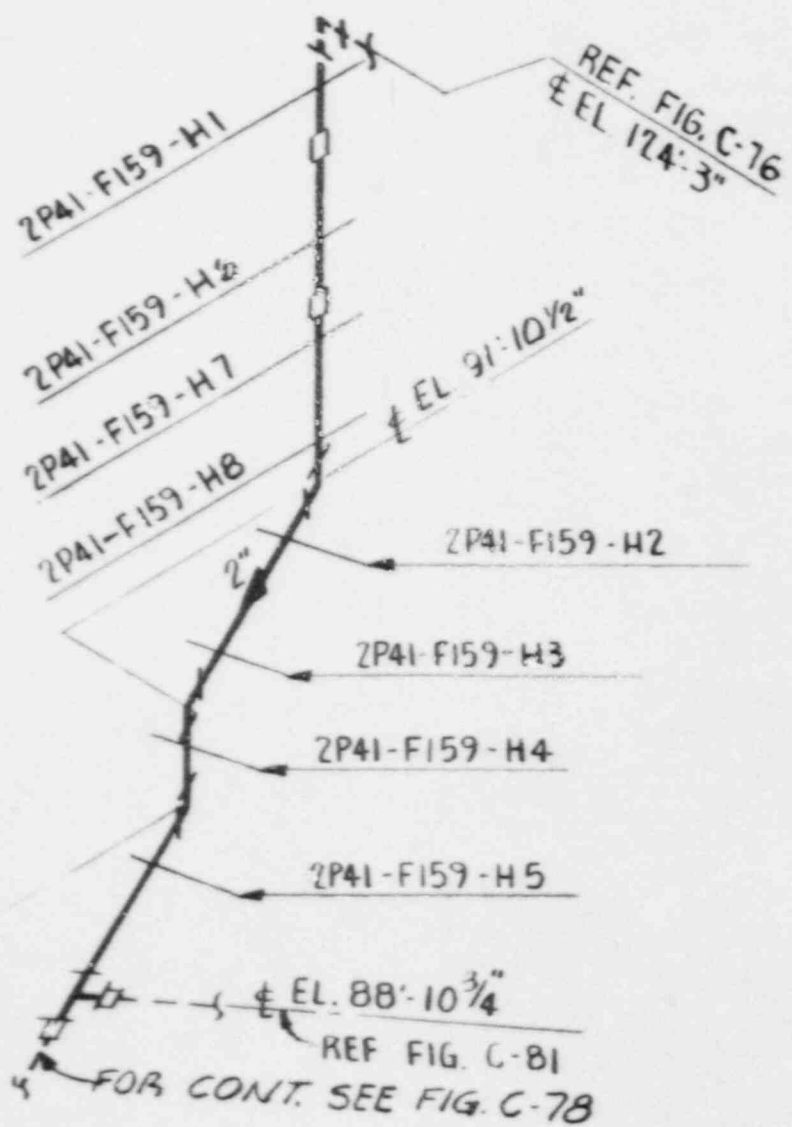 REF. FIG. C-76
℄ EL 124'-3"
2P41-F159-H1
2P41-F159-H
2P41-F159-H7
2P41-F159-H8
℄ EL 91'-10½"
2P41-F159-H2
2"
2P41-F159-H3
2P41-F159-H4
2P41-F159-H5
℄ EL. 88'-10¾"
REF FIG. C-81
FOR CONT. SEE FIG. C-78